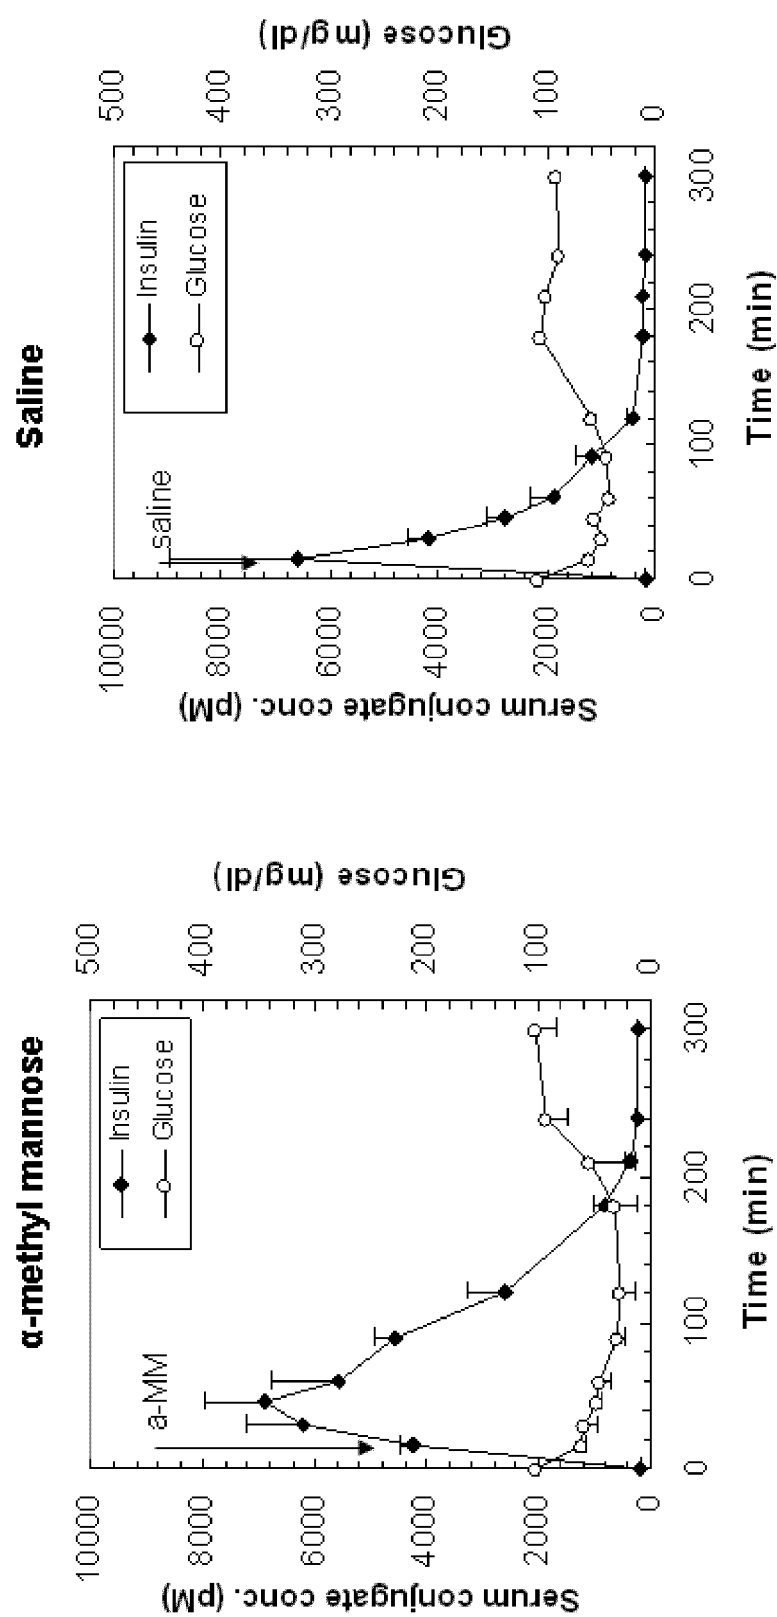 α-methyl mannose
a-MM
Insulin
Glucose
10000
8000
6000
4000
2000
0
Serum conjugate conc. (pM)
500
400
300
200
100
0
Glucose (mg/dl)
0
100
200
300
Time (min)
Saline
saline
Insulin
Glucose
10000
8000
6000
4000
2000
0
Serum conjugate conc. (pM)
500
400
300
200
100
0
Glucose (mg/dl)
0
100
200
300
Time (min)